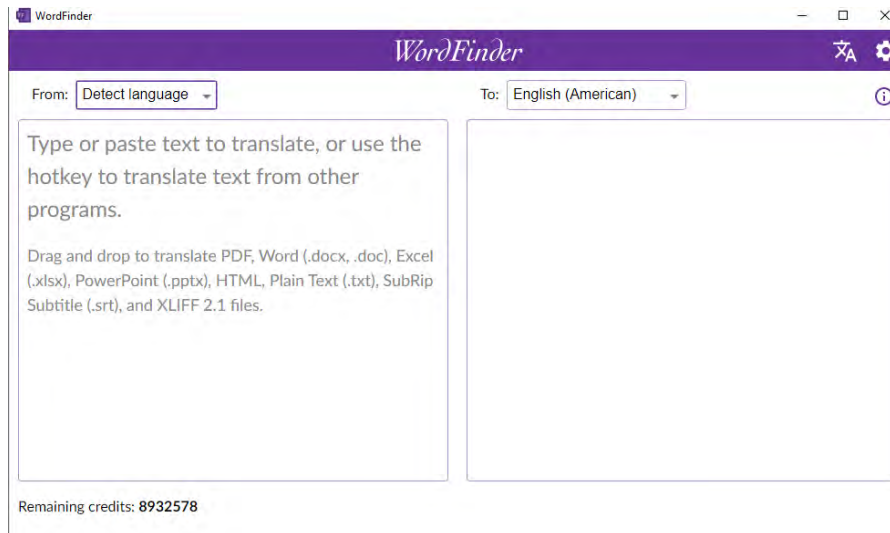 WordFinder
WordFinder
From: Detect language
To: English (American)
Type or paste text to translate, or use the
hotkey to translate text from other
programs.
Drag and drop to translate PDF, Word (.docx, .doc), Excel
(.xlsx), PowerPoint (.pptx), HTML, Plain Text (.txt), SubRip
Subtitle (.srt), and XLIFF 2.1 files.
Remaining credits: 8932578